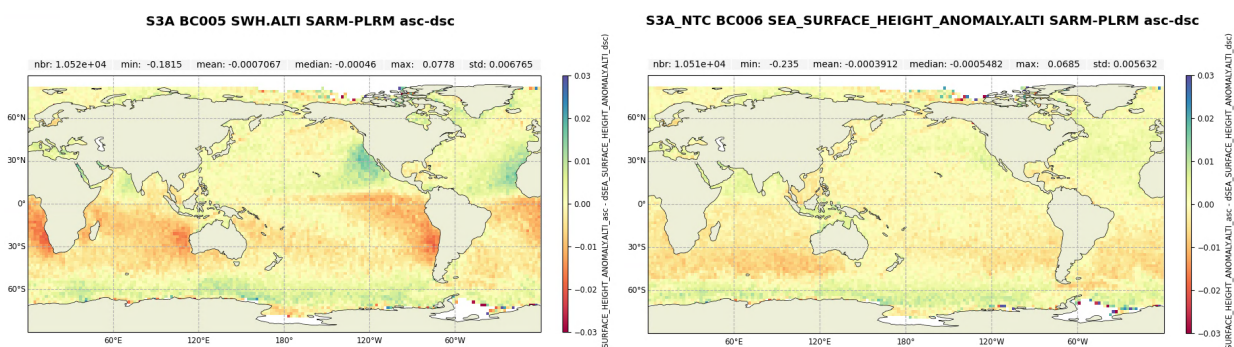 S3A BC005 SWH.ALTI SARM-PLRM asc-dsc
nbr: 1.052e+04 min: -0.1815 mean: -0.0007067 median: -0.00046 max: 0.0778 std: 0.006765
60°N
30°N
0°
30°S
60°S
60°E 120°E 180° 120°W 60°W
0.03
0.02
0.01
0.00
−0.01
−0.02
−0.03
SURFACE_HEIGHT_ANOMALY.ALTI_asc - dSEA_SURFACE_HEIGHT_ANOMALY.ALTI_dsc)
S3A_NTC BC006 SEA_SURFACE_HEIGHT_ANOMALY.ALTI SARM-PLRM asc-dsc
nbr: 1.051e+04 min: -0.235 mean: -0.0003912 median: -0.0005482 max: 0.0685 std: 0.005632
60°N
30°N
0°
30°S
60°S
60°E 120°E 180° 120°W 60°W
0.03
0.02
0.01
0.00
−0.01
−0.02
−0.03
SURFACE_HEIGHT_ANOMALY.ALTI_asc - dSEA_SURFACE_HEIGHT_ANOMALY.ALTI_dsc)